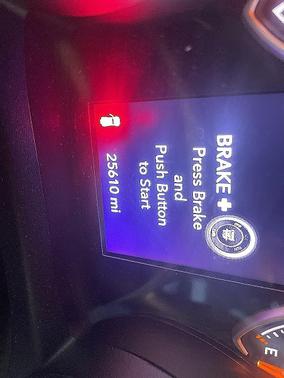 BRAKE +
Press Brake
and
Push Button
to Start
25610 mi
E